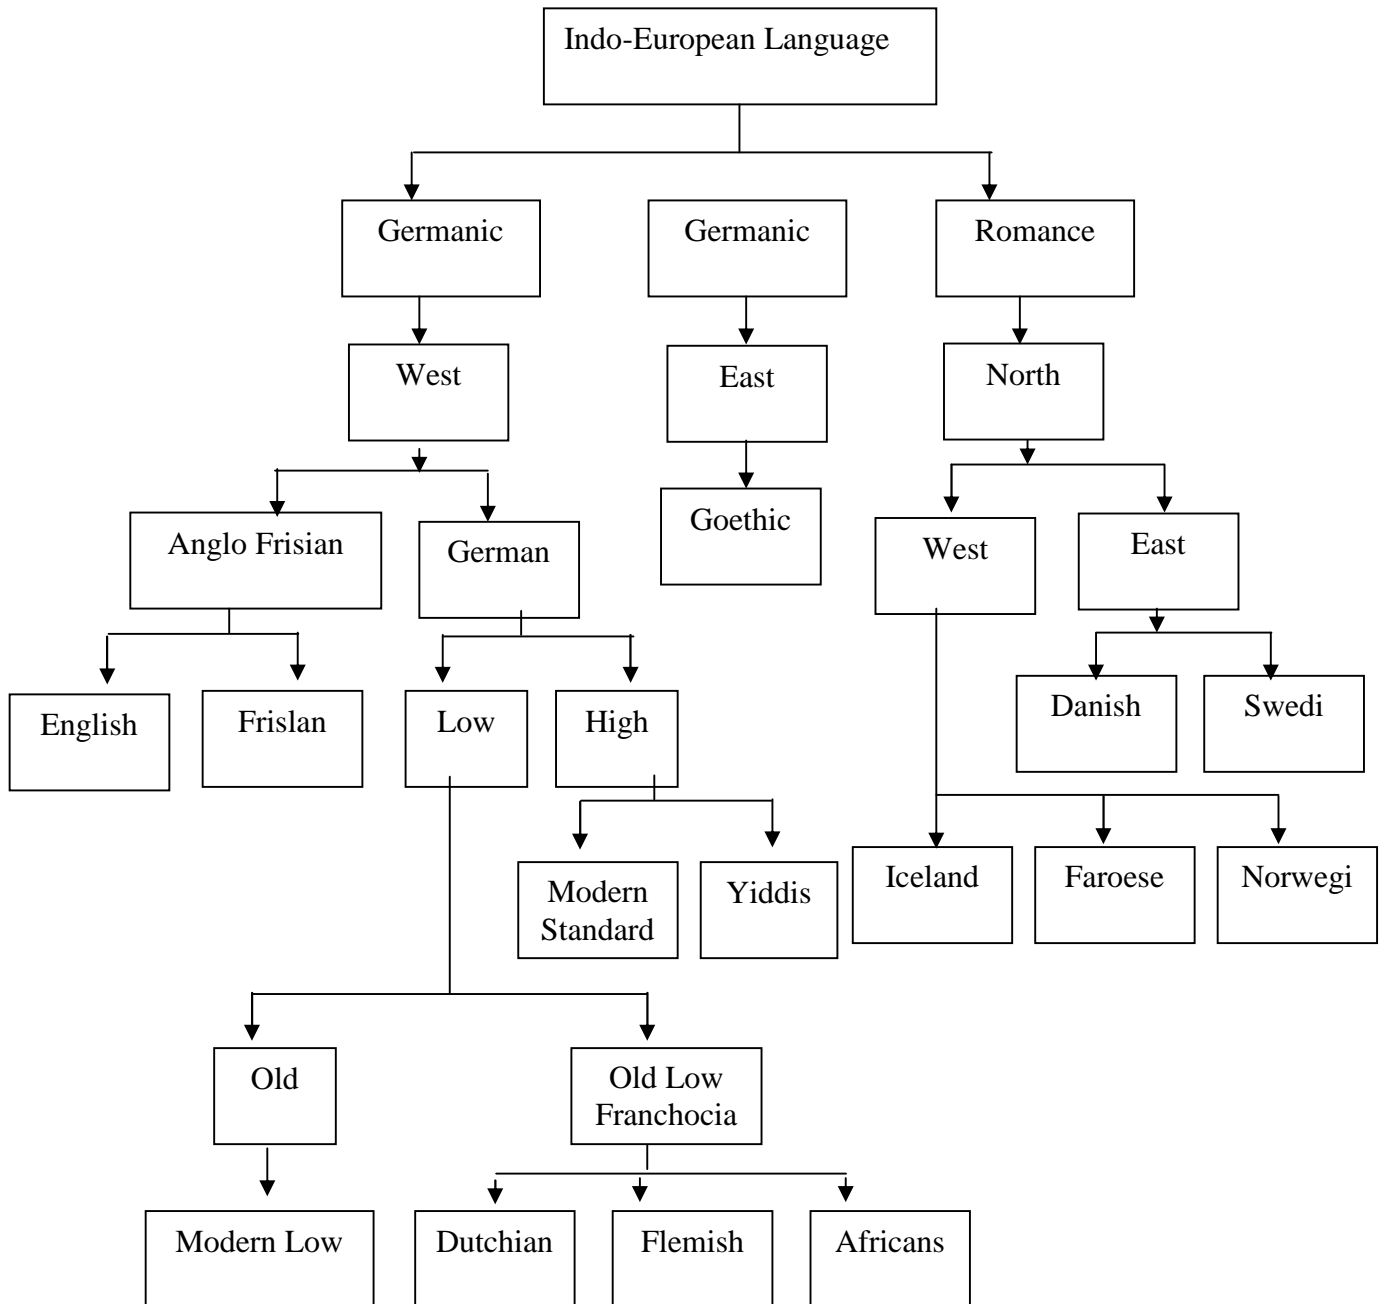 Indo-European Language
Germanic
Germanic
Romance
West
East
North
Anglo Frisian
German
Goethic
West
East
English
Frislan
Low
High
Danish
Swedi
Modern
Standard
Yiddis
Iceland
Faroese
Norwegi
Old
Old Low
Franchocia
Modern Low
Dutchian
Flemish
Africans